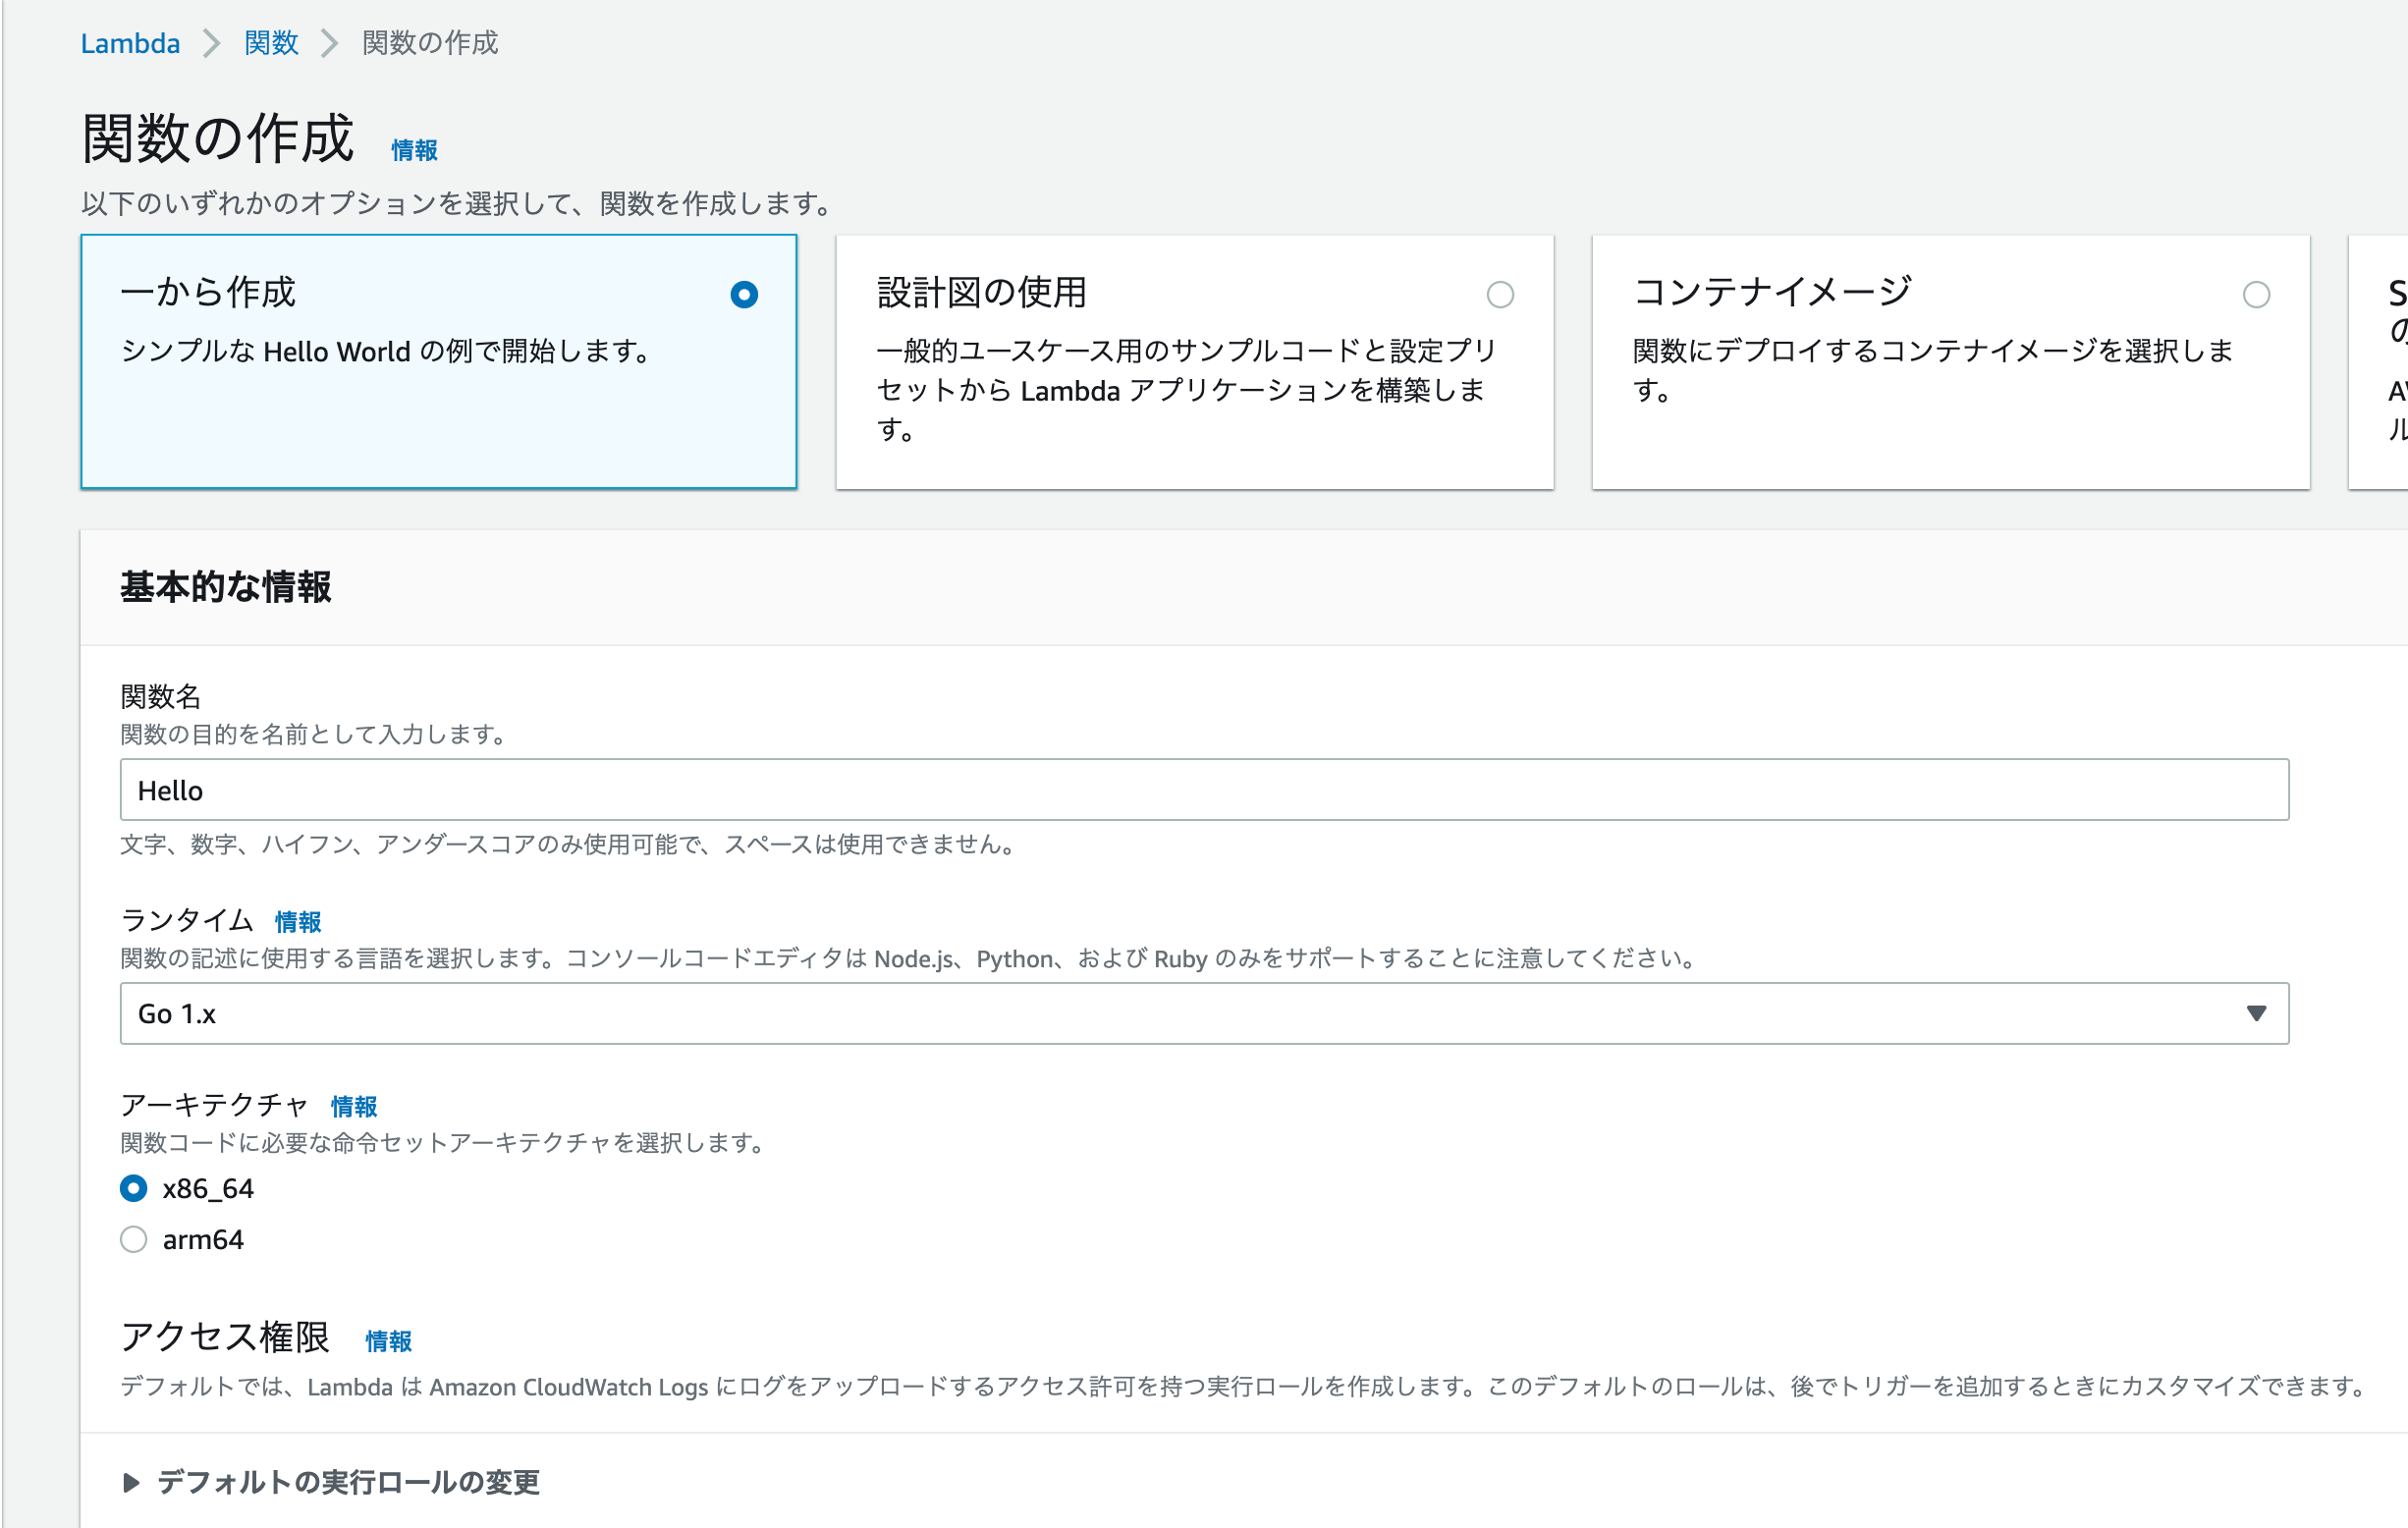 Lambda > 関数 > 関数の作成
関数の作成 情報
以下のいずれかのオプションを選択して、関数を作成します。
一から作成
シンプルな Hello World の例で開始します。
設計図の使用
一般的ユースケース用のサンプルコードと設定プリ
セットから Lambda アプリケーションを構築しま
す。
コンテナイメージ
関数にデプロイするコンテナイメージを選択しま
す。
基本的な情報
関数名
関数の目的を名前として入力します。
Hello
文字、数字、ハイフン、アンダースコアのみ使用可能で、スペースは使用できません。
ランタイム 情報
関数の記述に使用する言語を選択します。コンソールコードエディタは Node.js、Python、および Ruby のみをサポートすることに注意してください。
Go 1.x
アーキテクチャ 情報
関数コードに必要な命令セットアーキテクチャを選択します。
x86_64
arm64
アクセス権限 情報
デフォルトでは、Lambda は Amazon CloudWatch Logs にログをアップロードするアクセス許可を持つ実行ロールを作成します。このデフォルトのロールは、後でトリガーを追加するときにカスタマイズできます。
デフォルトの実行ロールの変更